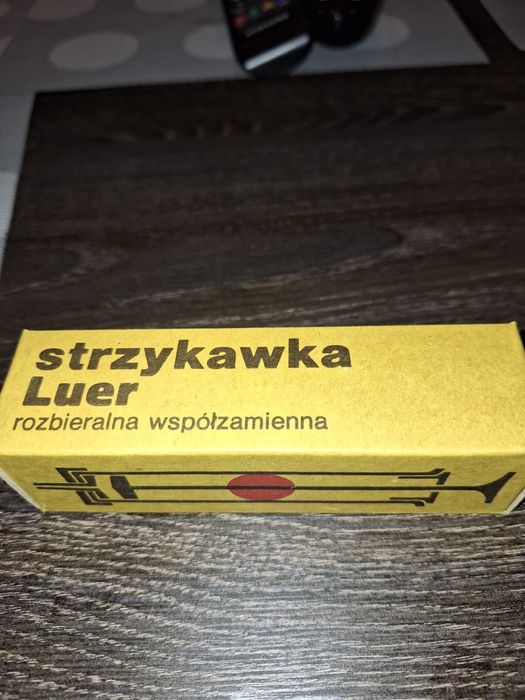 strzykawka
Luer
rozbieralna współzamienna